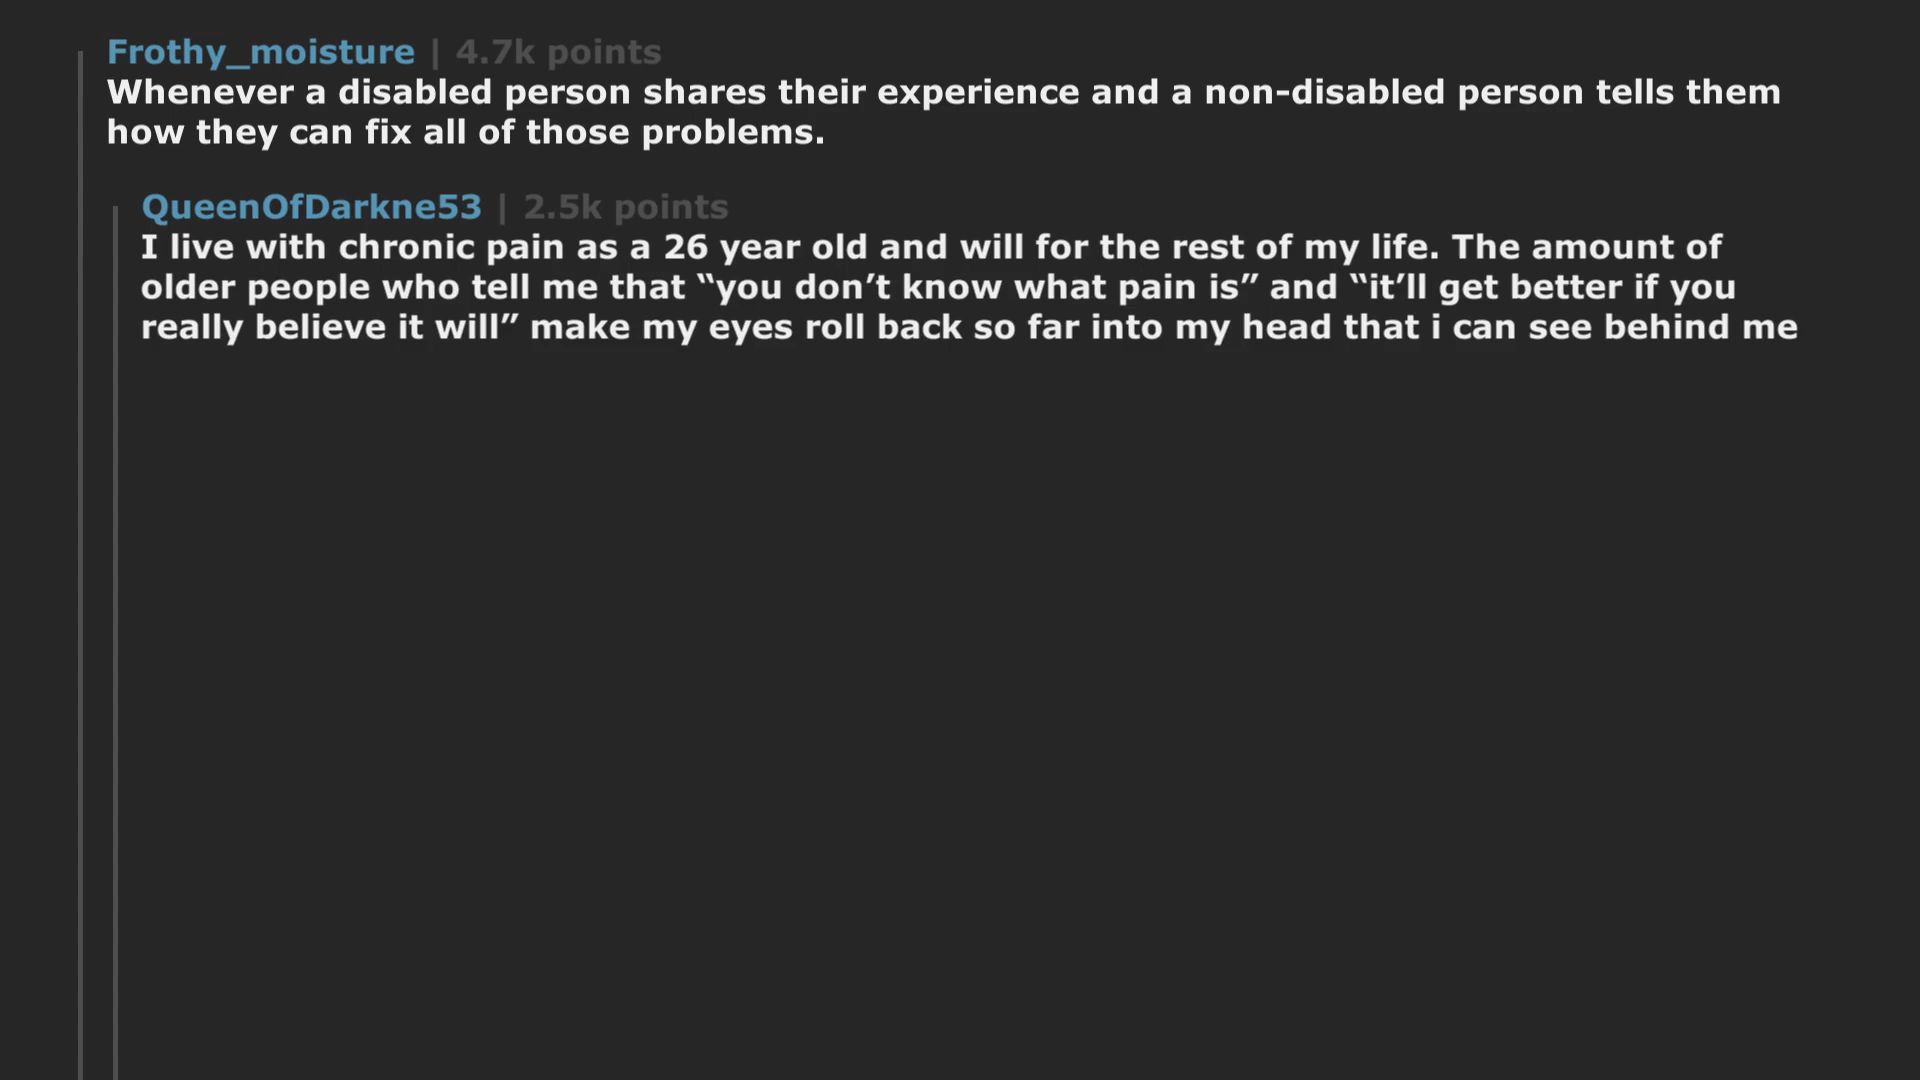 Frothy_moisture | 4.7k points
Whenever a disabled person shares their experience and a non-disabled person tells them
how they can fix all of those problems.
QueenOfDarkne53 | 2.5k points
I live with chronic pain as a 26 year old and will for the rest of my life. The amount of
older people who tell me that “you don’t know what pain is” and “it’ll get better if you
really believe it will” make my eyes roll back so far into my head that i can see behind me